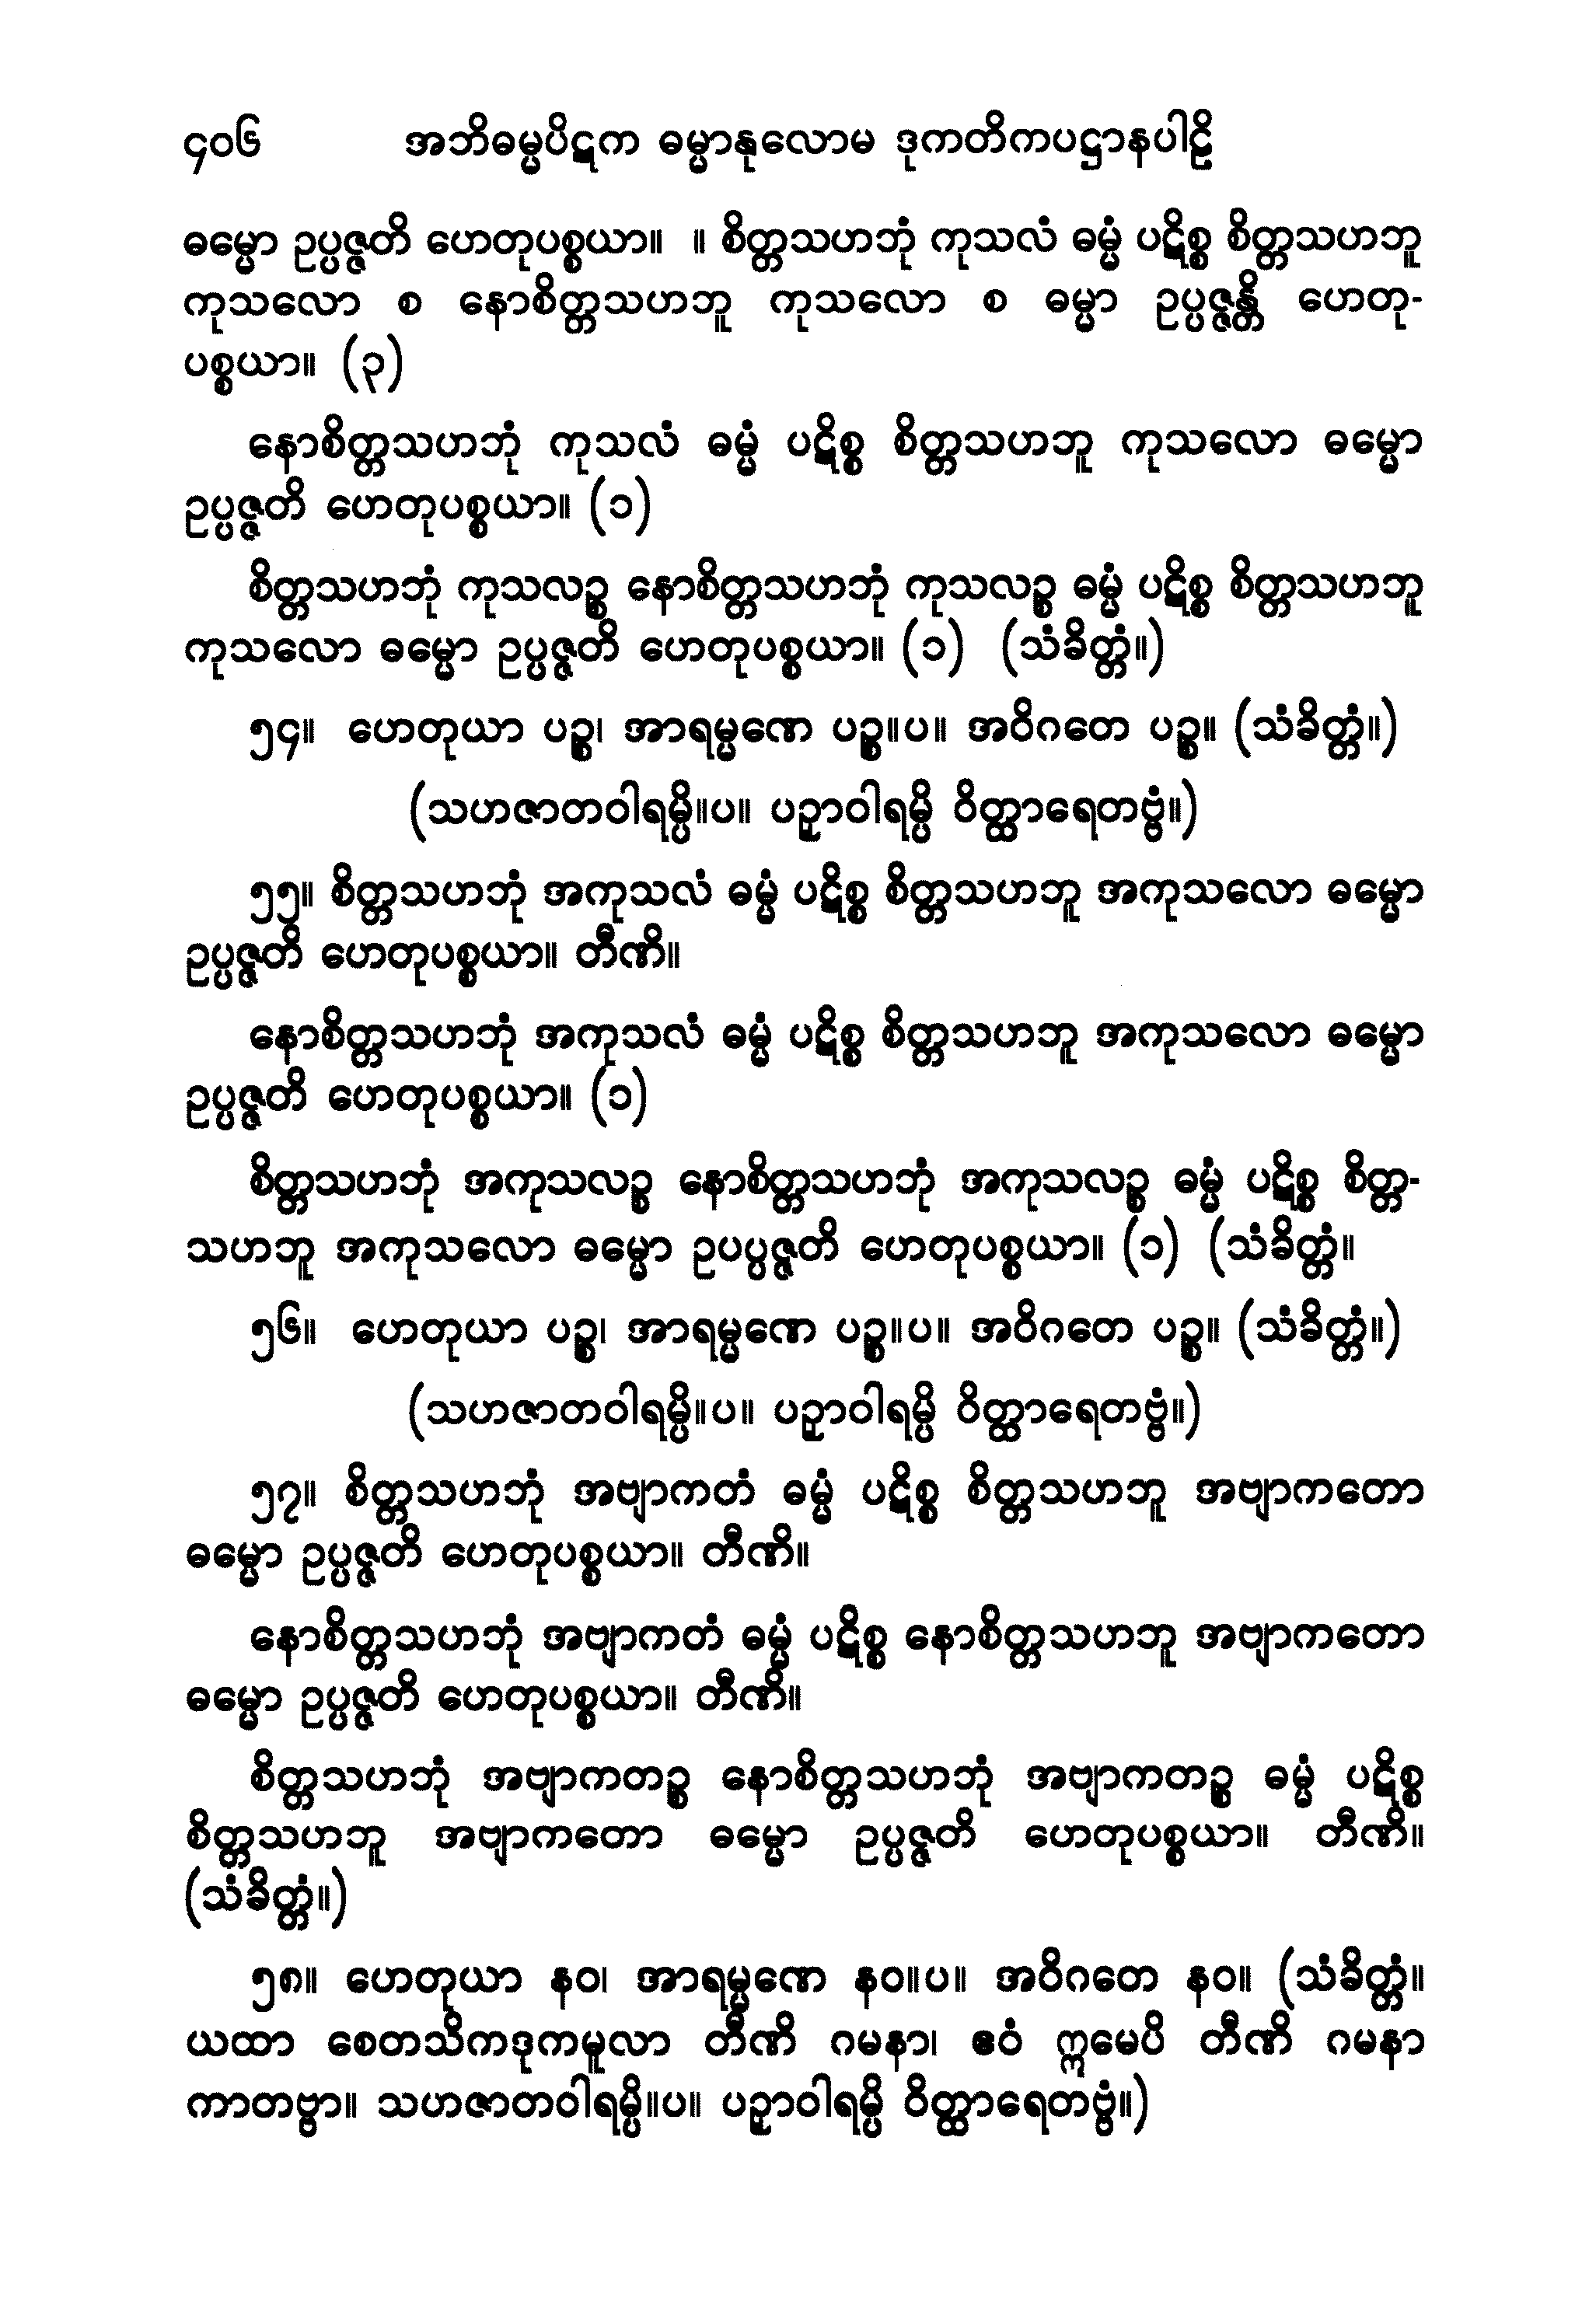 ၄၀၆ အဘိဓမ္မပိဋက ဓမ္မာနုလောမ ဒုကတိကပဋ္ဌာနပါဠိ
ဓမ္မော ဥပ္ပဇ္ဇတိ ဟေတုပစ္စယာ။ ။ စိတ္တသဟဘုံ ကုသလံ ဓမ္မံ ပဋိစ္စ စိတ္တသဟဘူ
ကုသလော စ နောစိတ္တသဟဘူ ကုသလော စ ဓမ္မာ ဥပ္ပဇ္ဇန္တိ ဟေတု-
ပစ္စယာ။ (၃)
နောစိတ္တသဟဘုံ ကုသလံ ဓမ္မံ ပဋိစ္စ စိတ္တသဟဘူ ကုသလော ဓမ္မော
ဥပ္ပဇ္ဇတိ ဟေတုပစ္စယာ။ (၁)
စိတ္တသဟဘုံ ကုသလဉ္စ နောစိတ္တသဟဘုံ ကုသလဉ္စ ဓမ္မံ ပဋိစ္စ စိတ္တသဟဘူ
ကုသလော ဓမ္မော ဥပ္ပဇ္ဇတိ ဟေတုပစ္စယာ။ (၁) (သံခိတ္တံ။)
၅၄။ ဟေတုယာ ပဉ္စ၊ အာရမ္မဏေ ပဉ္စ။ပ။ အဝိဂတေ ပဉ္စ။ (သံခိတ္တံ။)
(သဟဇာတဝါရမ္ပိ။ပ။ ပဉှာဝါရမ္ပိ ဝိတ္ထာရေတဗ္ဗံ။)
၅၅။ စိတ္တသဟဘုံ အကုသလံ ဓမ္မံ ပဋိစ္စ စိတ္တသဟဘူ အကုသလော ဓမ္မော
ဥပ္ပဇ္ဇတိ ဟေတုပစ္စယာ။ တီဏိ။
နောစိတ္တသဟဘုံ အကုသလံ ဓမ္မံ ပဋိစ္စ စိတ္တသဟဘူ အကုသလော ဓမ္မော
ဥပ္ပဇ္ဇတိ ဟေတုပစ္စယာ။ (၁)
စိတ္တသဟဘုံ အကုသလဉ္စ နောစိတ္တသဟဘုံ အကုသလဉ္စ ဓမ္မံ ပဋိစ္စ စိတ္တ-
သဟဘူ အကုသလော ဓမ္မော ဥပပ္ပဇ္ဇတိ ဟေတုပစ္စယာ။ (၁) (သံခိတ္တံ။
၅၆။ ဟေတုယာ ပဉ္စ၊ အာရမ္မဏေ ပဉ္စ။ပ။ အဝိဂတေ ပဉ္စ။ (သံခိတ္တံ။)
(သဟဇာတဝါရမ္ပိ။ပ။ ပဉှာဝါရမ္ပိ ဝိတ္ထာရေတဗ္ဗံ။)
၅၇။ စိတ္တသဟဘုံ အဗျာကတံ ဓမ္မံ ပဋိစ္စ စိတ္တသဟဘူ အဗျာကတော
ဓမ္မော ဥပ္ပဇ္ဇတိ ဟေတုပစ္စယာ။ တီဏိ။
နောစိတ္တသဟဘုံ အဗျာကတံ ဓမ္မံ ပဋိစ္စ နောစိတ္တသဟဘူ အဗျာကတော
ဓမ္မော ဥပ္ပဇ္ဇတိ ဟေတုပစ္စယာ။ တီဏိ။
စိတ္တသဟဘုံ အဗျာကတဉ္စ နောစိတ္တသဟဘုံ အဗျာကတဉ္စ ဓမ္မံ ပဋိစ္စ
စိတ္တသဟဘူ အဗျာကတော ဓမ္မော ဥပ္ပဇ္ဇတိ ဟေတုပစ္စယာ။ တီဏိ။
(သံခိတ္တံ။)
၅၈။ ဟေတုယာ နဝ၊ အာရမ္မဏေ နဝ။ပ။ အဝိဂတေ နဝ။ (သံခိတ္တံ။
ယထာ စေတသိကဒုကမူလာ တီဏိ ဂမနာ၊ ဧဝံ ဣမေပိ တီဏိ ဂမနာ
ကာတဗ္ဗာ။ သဟဇာတဝါရမ္ပိ။ပ။ ပဉှာဝါရမ္ပိ ဝိတ္ထာရေတဗ္ဗံ။)